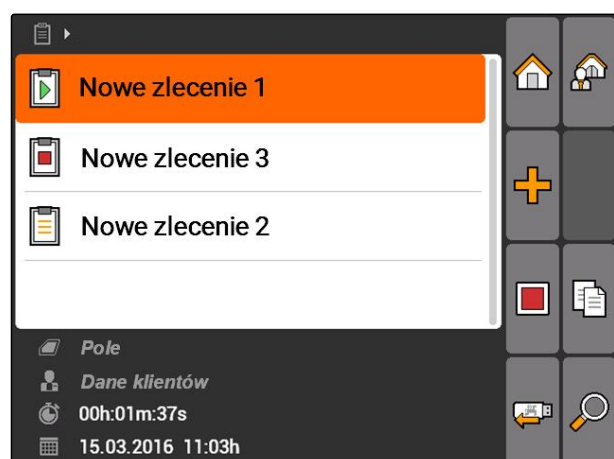 Nowe zlecenie 1
Nowe zlecenie 3
Nowe zlecenie 2
Pole
Dane klientów
00h:01m:37s
15.03.2016 11:03h